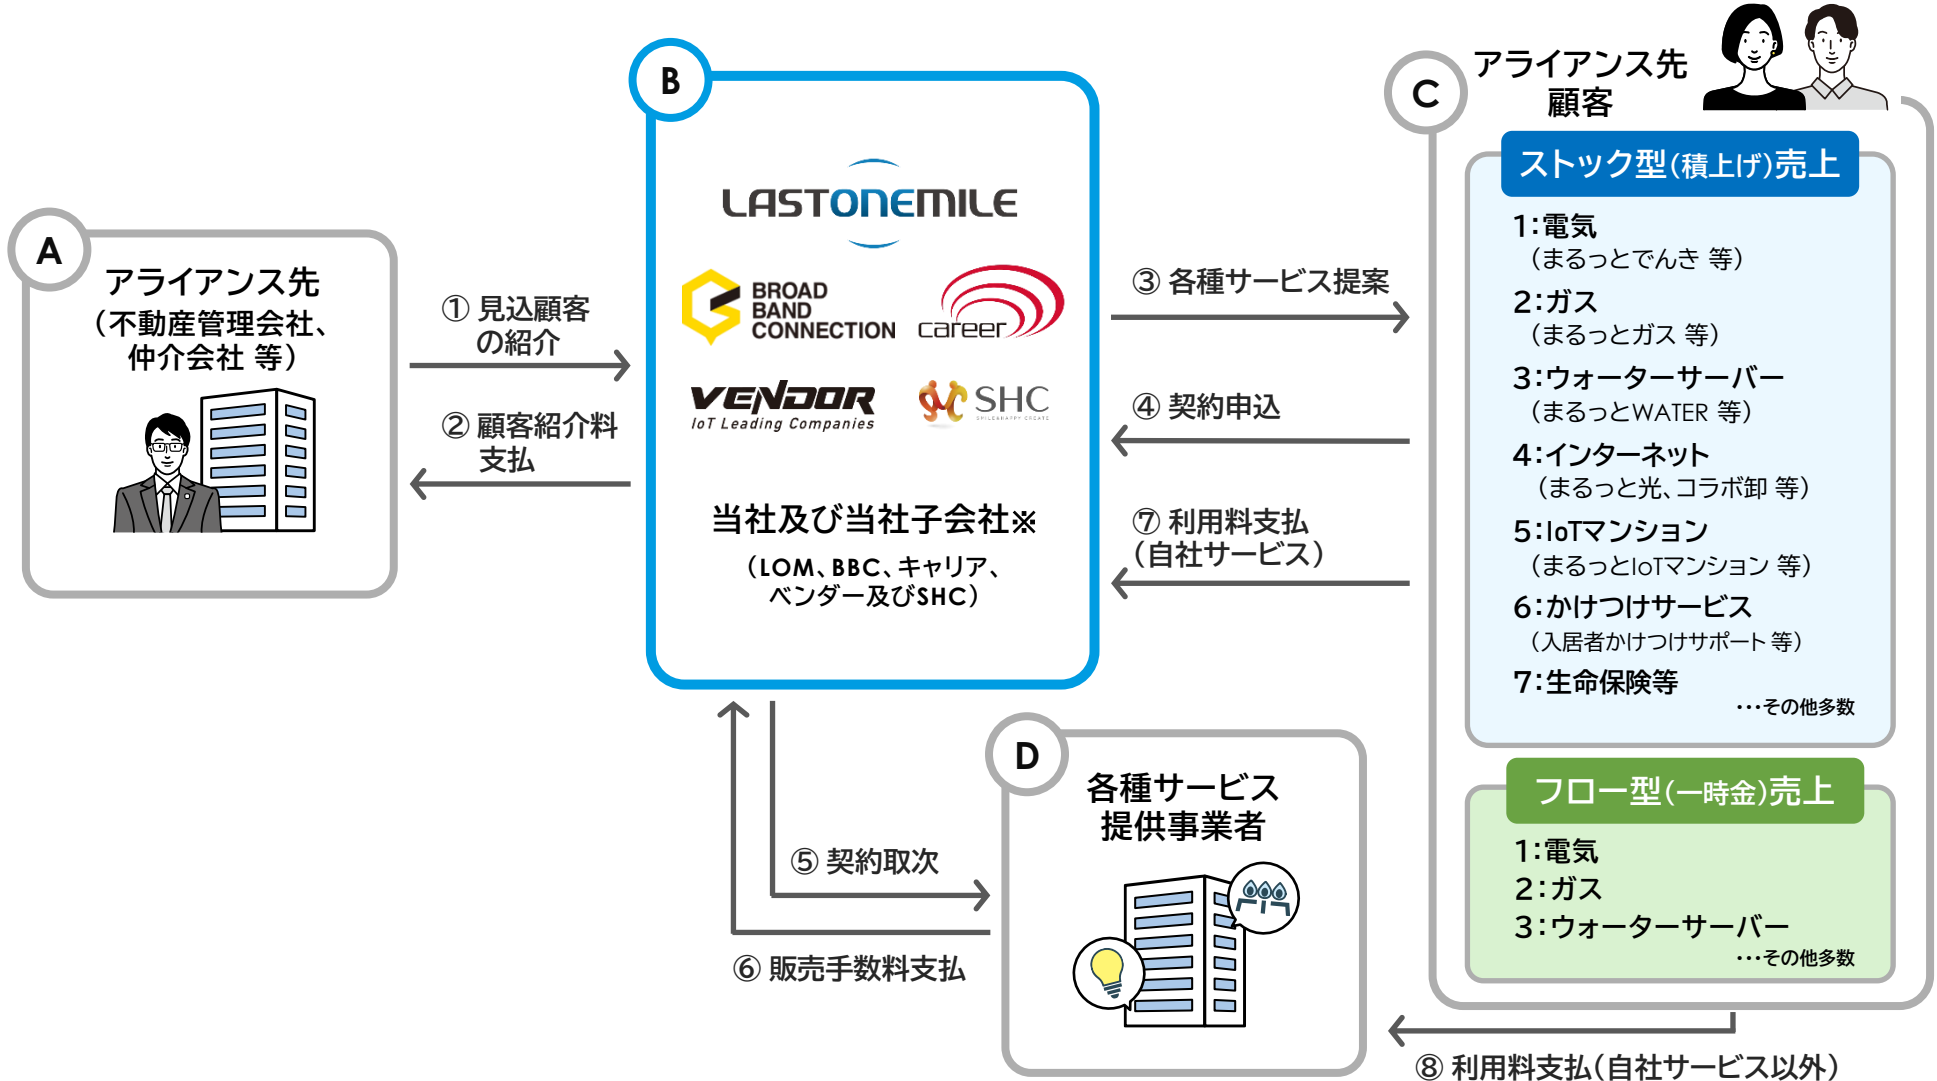 A
アライアンス先
（不動産管理会社、
仲介会社 等）
① 見込顧客
の紹介
② 顧客紹介料
支払
B
LASTONEMILE
BROAD
BAND
CONNECTION
career
VENDOR
IoT Leading Companies
SHC
SMILE&HAPPY CREATE
当社及び当社子会社※
（LOM、BBC、キャリア、
ベンダー及びSHC）
③ 各種サービス提案
④ 契約申込
⑦ 利用料支払
（自社サービス）
C
アライアンス先
顧客
ストック型（積上げ）売上
1：電気
（まるっとでんき 等）
2：ガス
（まるっとガス 等）
3：ウォーターサーバー
（まるっとWATER 等）
4：インターネット
（まるっと光、コラボ卸 等）
5：IoTマンション
（まるっとIoTマンション 等）
6：かけつけサービス
（入居者かけつけサポート 等）
7：生命保険等
…その他多数
フロー型（一時金）売上
1：電気
2：ガス
3：ウォーターサーバー
…その他多数
D
各種サービス
提供事業者
⑤ 契約取次
⑥ 販売手数料支払
⑧ 利用料支払（自社サービス以外）